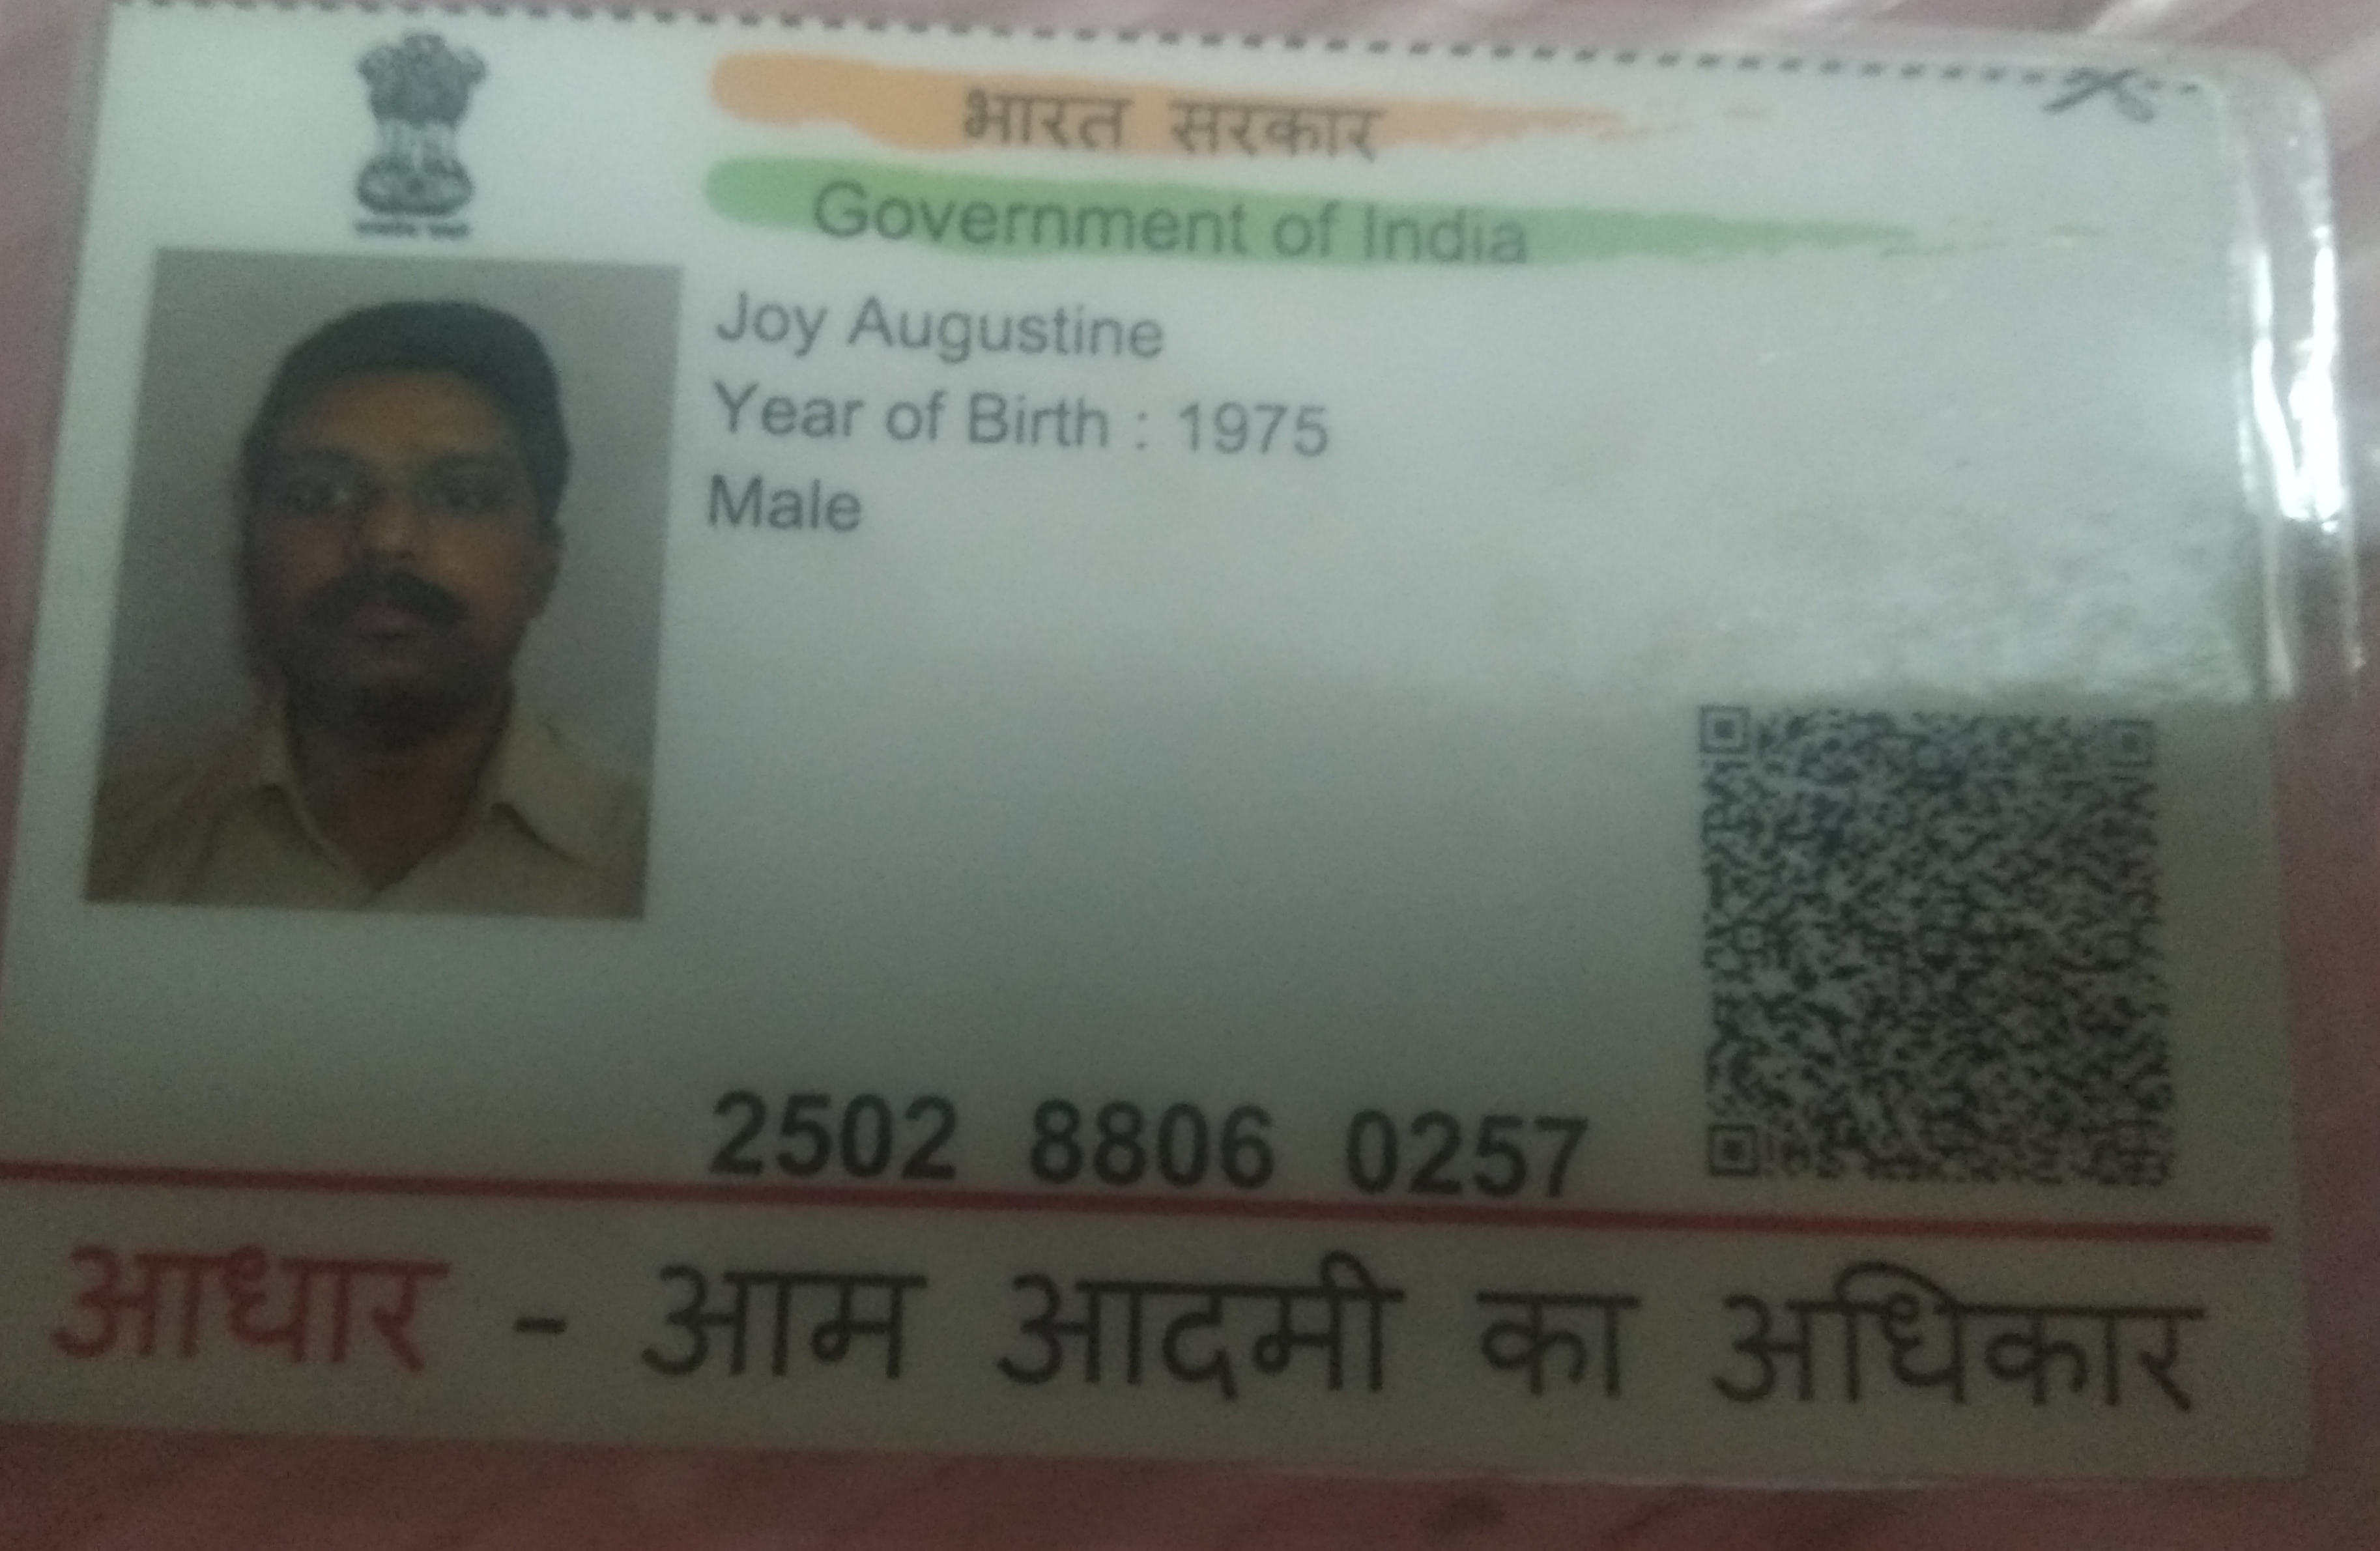 भारत सरकार
Government of India
Joy Augustine
Year of Birth : 1975
Male
2502 8806 0257
आधार - आम आदमी का अधिकार